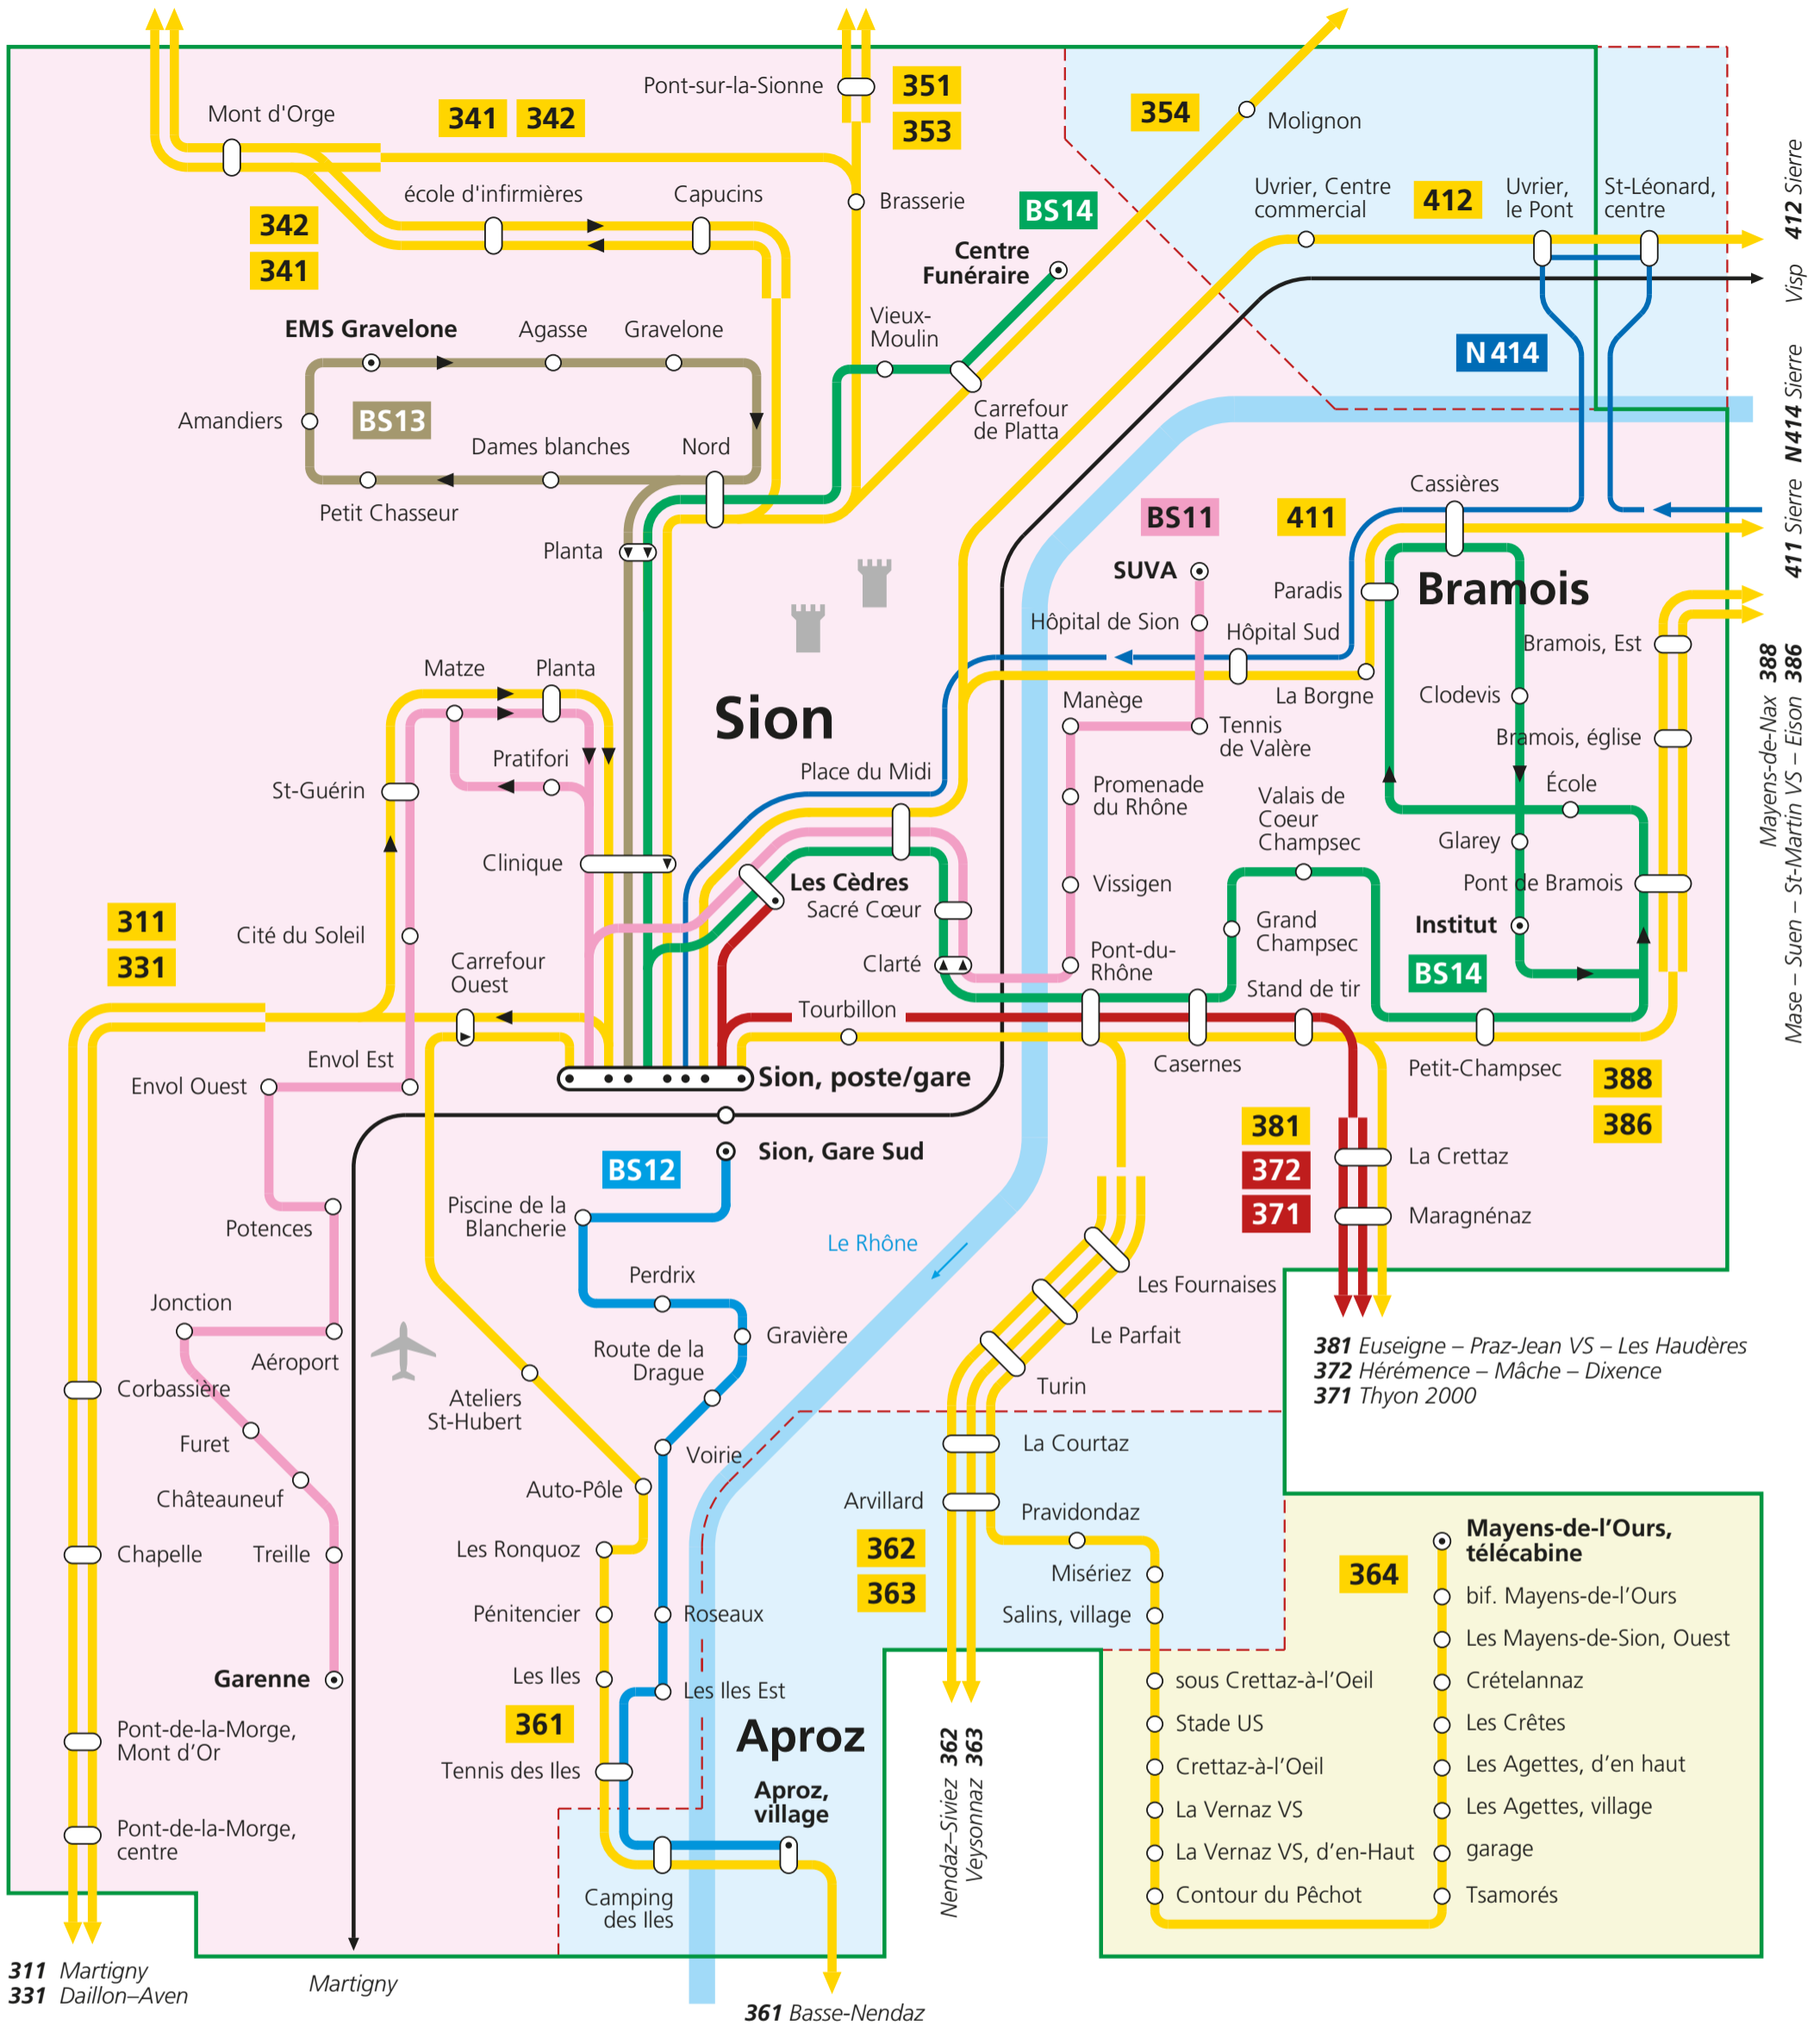 Pont-sur-la-Sionne
351
353
354
Molignon
Mont d'Orge
341
342
école d'infirmières
Capucins
342
341
Brasserie
BS14
Centre
Funéraire
Uvrier, Centre
commercial
412
Uvrier,
le Pont
St-Léonard,
centre
412 Sierre
Visp
N 414
N414 Sierre
411 Sierre
EMS Gravelone
Agasse
Gravelone
Vieux-
Moulin
Amandiers
BS13
Carrefour
de Platta
Dames blanches
Nord
Petit Chasseur
Planta
Cassières
BS11
411
SUVA
Paradis
Bramois
Hôpital de Sion
Hôpital Sud
Bramois, Est
La Borgne
Matze
Planta
Sion
Manège
Tennis
de Valère
Clodevis
Bramois, église
Mayens-de-Nax 388
Mase – Suen – St-Martin VS – Eison 386
Pratifori
St-Guérin
Place du Midi
Promenade
du Rhône
Valais de
Coeur
Champsec
École
Glarey
Clinique
Les Cèdres
Sacré Cœur
Vissigen
Pont de Bramois
311
331
Cité du Soleil
Grand
Champsec
Institut
Carrefour
Ouest
Clarté
Pont-du-
Rhône
BS14
Stand de tir
Tourbillon
Envol Est
Envol Ouest
Sion, poste/gare
Casernes
Petit-Champsec
388
386
381
372
371
Sion, Gare Sud
BS12
La Crettaz
Maragnénaz
Piscine de la
Blancherie
Potences
Le Rhône
Perdrix
Les Fournaises
Jonction
Gravière
Le Parfait
Route de la
Drague
Aéroport
381 Euseigne – Praz-Jean VS – Les Haudères
372 Hérémence – Mâche – Dixence
371 Thyon 2000
Corbassière
Ateliers
St-Hubert
Turin
Furet
Voirie
La Courtaz
Châteauneuf
Auto-Pôle
Arvillard
Pravidondaz
Chapelle
Treille
Les Ronquoz
362
363
Misériez
364
Mayens-de-l'Ours,
télécabine
Pénitencier
Roseaux
Salins, village
bif. Mayens-de-l'Ours
Les Mayens-de-Sion, Ouest
Garenne
Les Iles
Les Iles Est
sous Crettaz-à-l'Oeil
Crételannaz
361
Aproz
Stade US
Les Crêtes
Pont-de-la-Morge,
Mont d'Or
Tennis des Iles
Aproz,
village
Nendaz–Siviez 362
Veysonnaz 363
Crettaz-à-l'Oeil
Les Agettes, d'en haut
La Vernaz VS
Les Agettes, village
Pont-de-la-Morge,
centre
La Vernaz VS, d'en-Haut
garage
Camping
des Iles
Contour du Pêchot
Tsamorés
311 Martigny
331 Daillon–Aven
Martigny
361 Basse-Nendaz